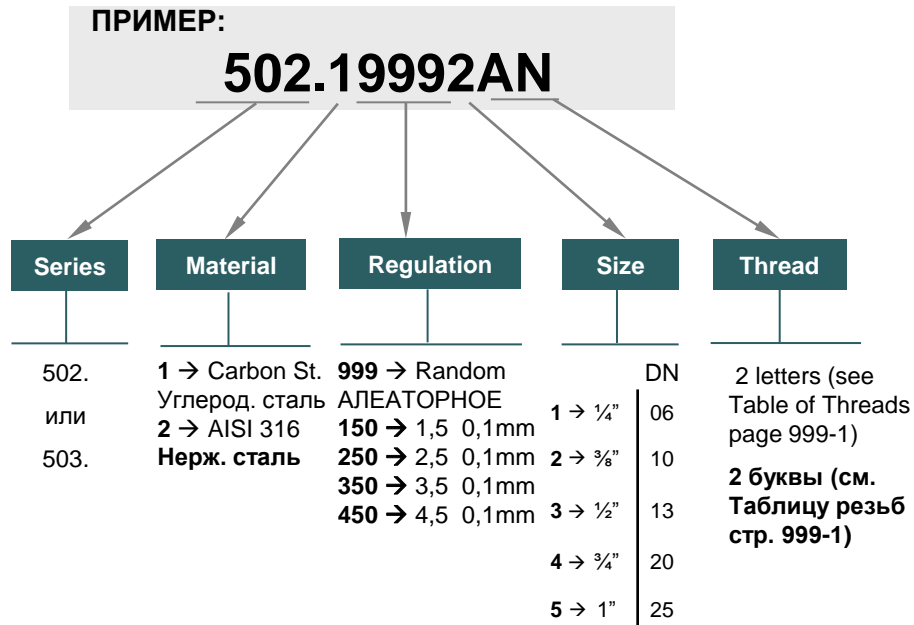 ПРИМЕР:
502.19992AN
Series
Material
Regulation
Size
Thread
502.
или
503.
1 → Carbon St.
Углерод. сталь
2 → AISI 316
Нерж. сталь
999 → Random
АЛЕАТОРНОЕ
150 → 1,5 0,1mm
250 → 2,5 0,1mm
350 → 3,5 0,1mm
450 → 4,5 0,1mm
DN
1 → ¼” 06
2 → ⅜” 10
3 → ½” 13
4 → ¾” 20
5 → 1” 25
2 letters (see
Table of Threads
page 999-1)
2 буквы (см.
Таблицу резьб
стр. 999-1)